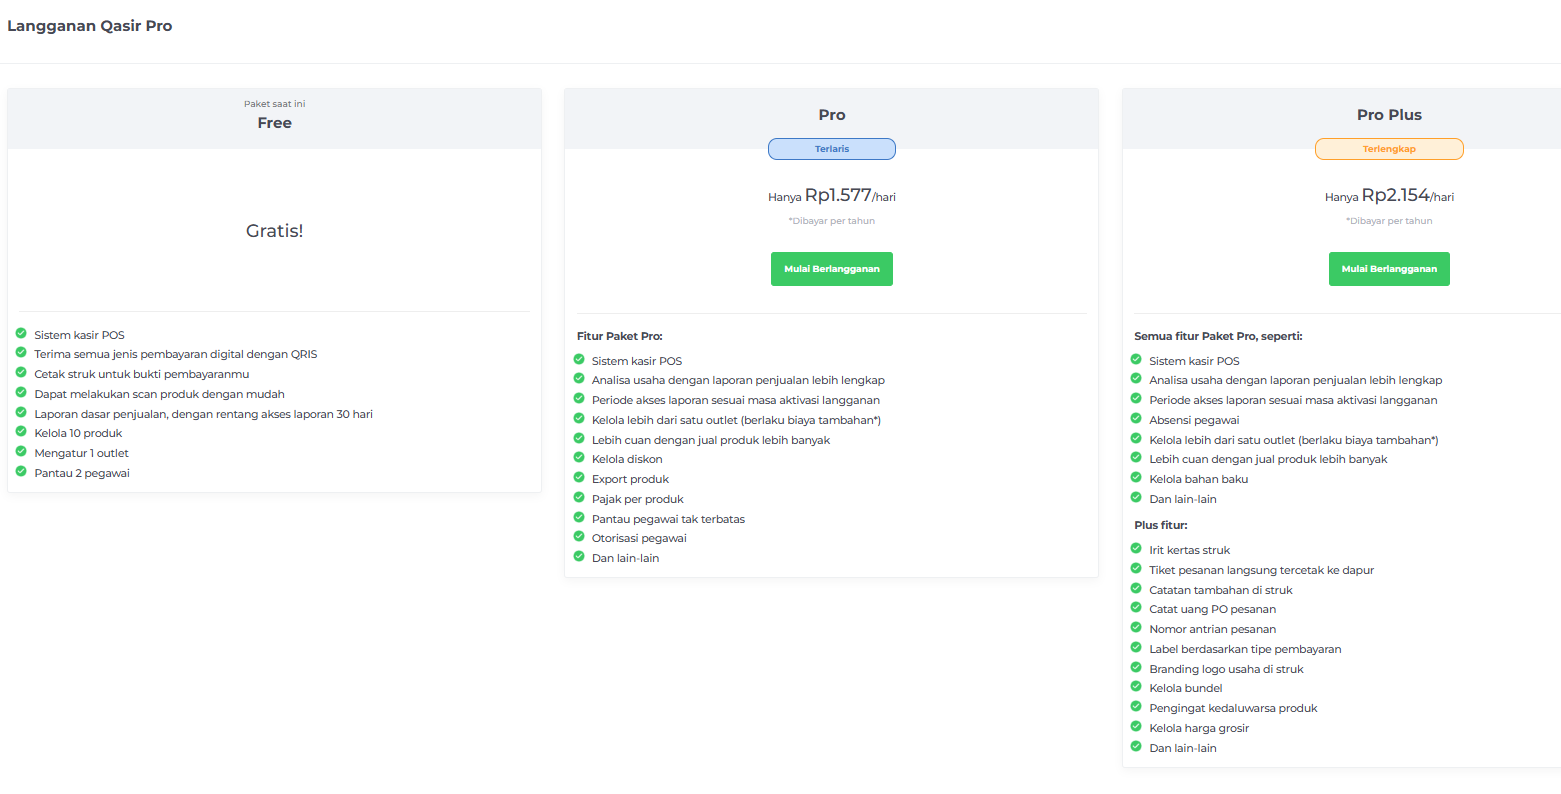 Langganan Qasir Pro
Paket saat ini
Free
Gratis!
Sistem kasir POS
Terima semua jenis pembayaran digital dengan QRIS
Cetak struk untuk bukti pembayaranmu
Dapat melakukan scan produk dengan mudah
Laporan dasar penjualan, dengan rentang akses laporan 30 hari
Kelola 10 produk
Mengatur 1 outlet
Pantau 2 pegawai
Pro
Terlaris
Hanya Rp1.577/hari
*Dibayar per tahun
Mulai Berlangganan
Fitur Paket Pro:
Sistem kasir POS
Analisa usaha dengan laporan penjualan lebih lengkap
Periode akses laporan sesuai masa aktivasi langganan
Kelola lebih dari satu outlet (berlaku biaya tambahan*)
Lebih cuan dengan jual produk lebih banyak
Kelola diskon
Export produk
Pajak per produk
Pantau pegawai tak terbatas
Otorisasi pegawai
Dan lain-lain
Pro Plus
Terlengkap
Hanya Rp2.154/hari
*Dibayar per tahun
Mulai Berlangganan
Semua fitur Paket Pro, seperti:
Sistem kasir POS
Analisa usaha dengan laporan penjualan lebih lengkap
Periode akses laporan sesuai masa aktivasi langganan
Absensi pegawai
Kelola lebih dari satu outlet (berlaku biaya tambahan*)
Lebih cuan dengan jual produk lebih banyak
Kelola bahan baku
Dan lain-lain
Plus fitur:
Irit kertas struk
Tiket pesanan langsung tercetak ke dapur
Catatan tambahan di struk
Catat uang PO pesanan
Nomor antrian pesanan
Label berdasarkan tipe pembayaran
Branding logo usaha di struk
Kelola bundel
Pengingat kedaluwarsa produk
Kelola harga grosir
Dan lain-lain